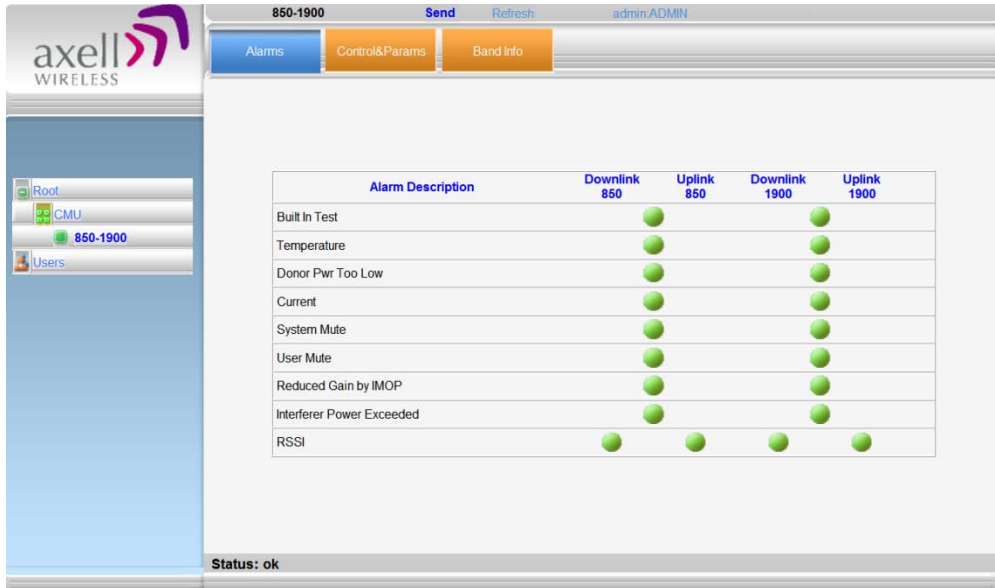 axell
WIRELESS
850-1900 Send Refresh admin:ADMIN
Alarms Control&Params Band Info
Root
CMU
850-1900
Users
Alarm Description Downlink 850 Uplink 850 Downlink 1900 Uplink 1900
Built In Test
Temperature
Donor Pwr Too Low
Current
System Mute
User Mute
Reduced Gain by IMOP
Interferer Power Exceeded
RSSI
Status: ok